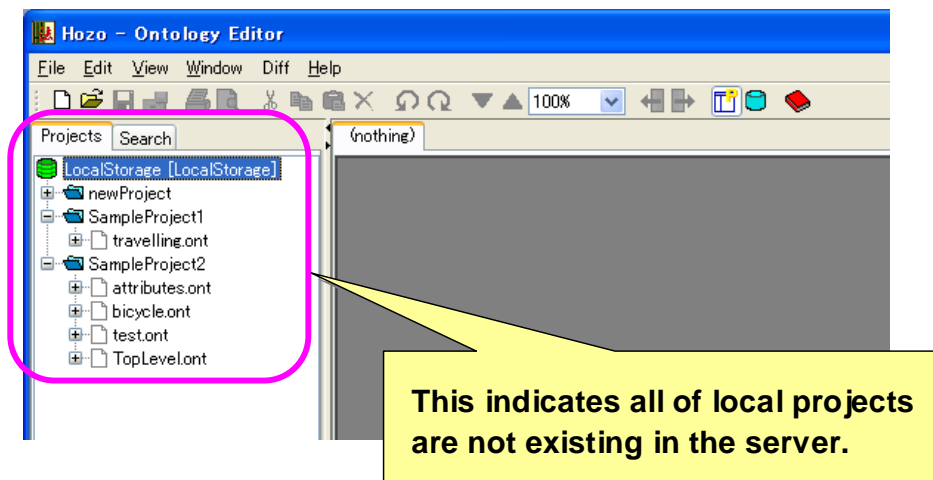 Hozo - Ontology Editor
File Edit View Window Diff Help
100%
Projects Search (nothing)
LocalStorage [LocalStorage]
newProject
SampleProject1
travelling.ont
SampleProject2
attributes.ont
bicycle.ont
test.ont
TopLevel.ont
This indicates all of local projects
are not existing in the server.